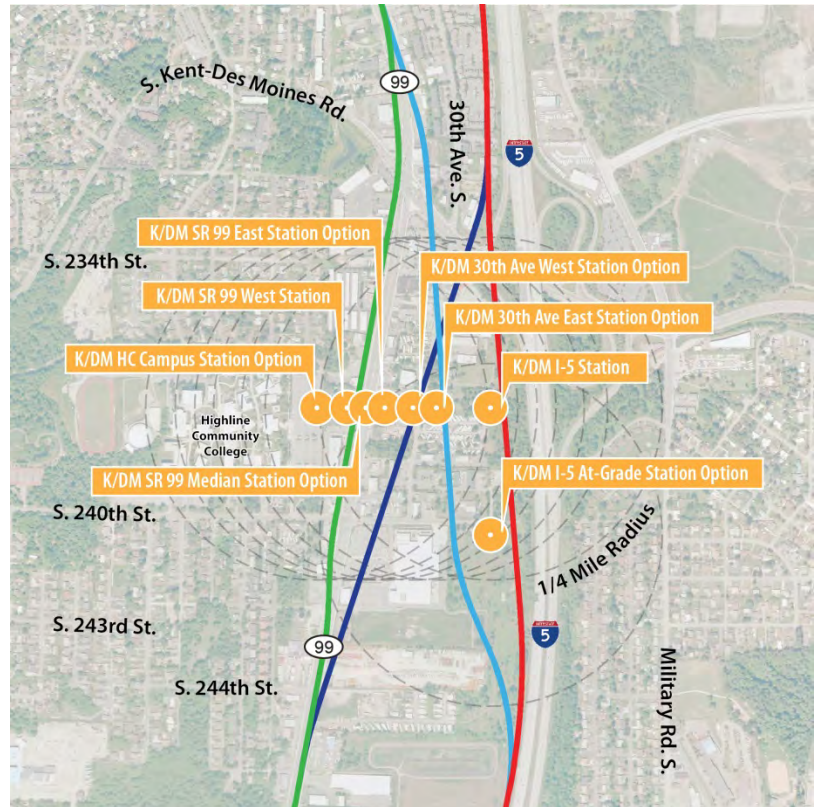 99
S. Kent-Des Moines Rd.
30th Ave. S.
5
K/DM SR 99 East Station Option
S. 234th St.
K/DM 30th Ave West Station Option
K/DM SR 99 West Station
K/DM 30th Ave East Station Option
K/DM HC Campus Station Option
K/DM I-5 Station
Highline
Community
College
K/DM SR 99 Median Station Option
K/DM I-5 At-Grade Station Option
S. 240th St.
1/4 Mile Radius
S. 243rd St.
99
5
S. 244th St.
Military Rd. S.